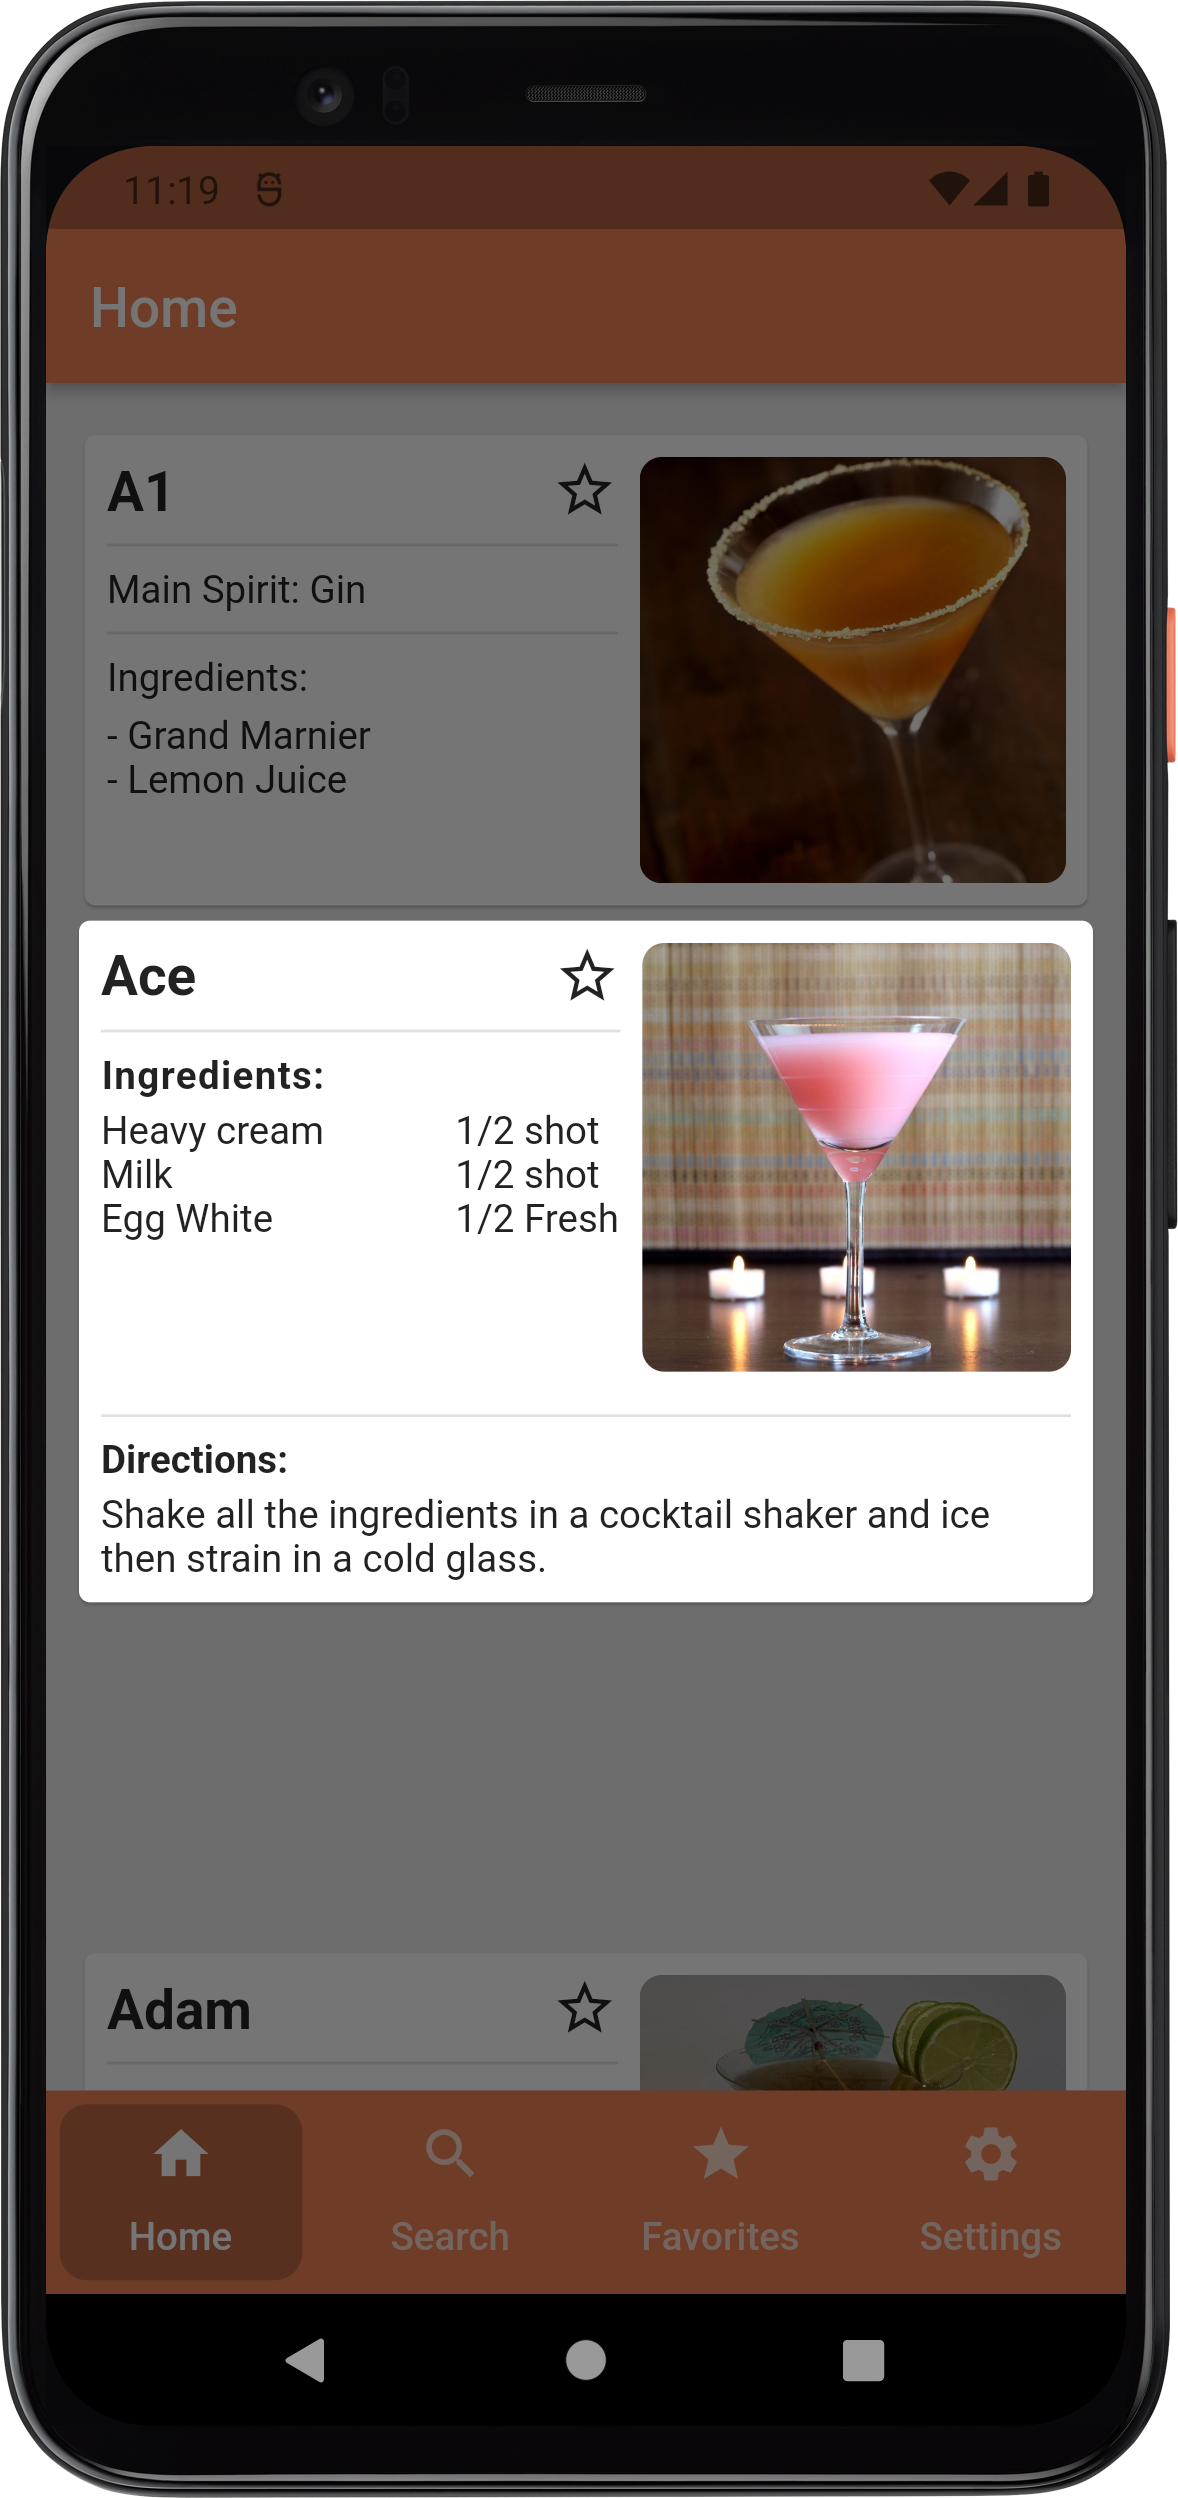 11:19
Home
A1
Main Spirit: Gin
Ingredients:
- Grand Marnier
- Lemon Juice
Ace
Ingredients:
Heavy cream 1/2 shot
Milk 1/2 shot
Egg White 1/2 Fresh
Directions:
Shake all the ingredients in a cocktail shaker and ice
then strain in a cold glass.
Adam
Home Search Favorites Settings